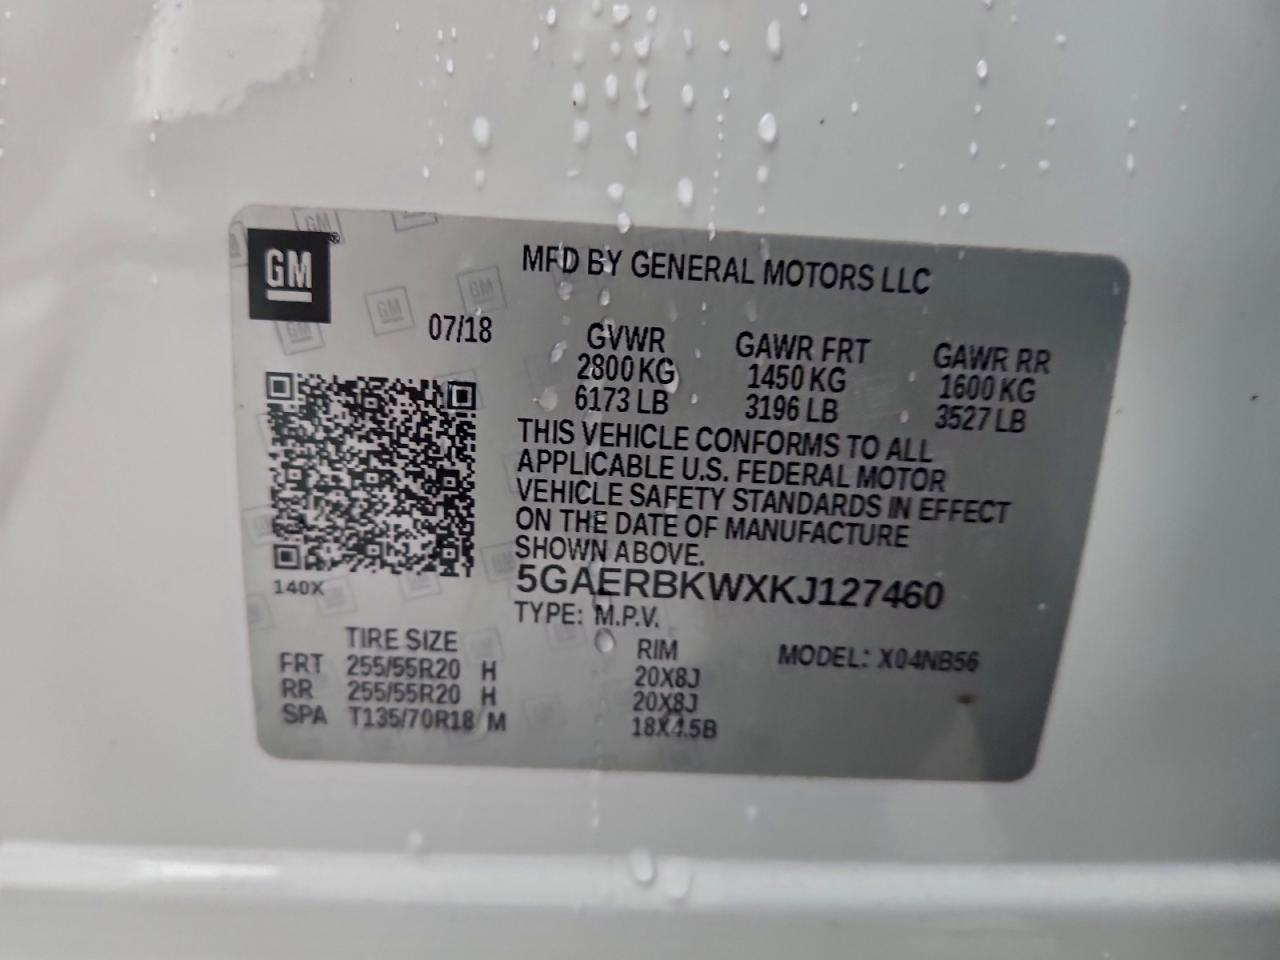 GM
MFD BY GENERAL MOTORS LLC
07/18
GVWR GAWR FRT GAWR RR
2800 KG 1450 KG 1600 KG
6173 LB 3196 LB 3527 LB
THIS VEHICLE CONFORMS TO ALL
APPLICABLE U.S. FEDERAL MOTOR
VEHICLE SAFETY STANDARDS IN EFFECT
ON THE DATE OF MANUFACTURE
SHOWN ABOVE.
5GAERBKWXKJ127460
140X
TYPE: M.P.V.
TIRE SIZE RIM MODEL: X04NB56
FRT 255/55R20 H 20X8J
RR 255/55R20 H 20X8J
SPA T135/70R18 M 18X4.5B